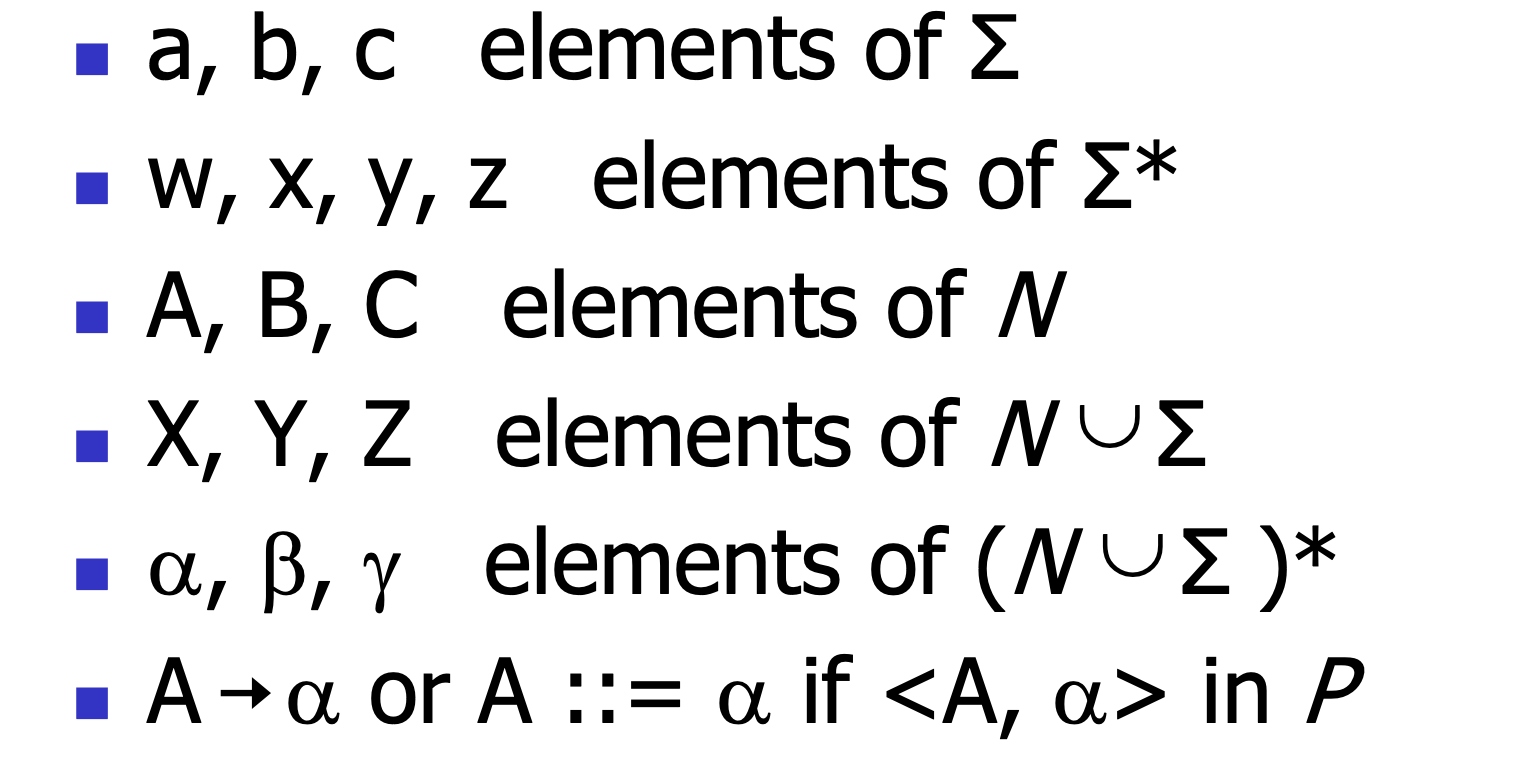 ■ a, b, c elements of Σ
■ w, x, y, z elements of Σ*
■ A, B, C elements of N
■ X, Y, Z elements of N ∪ Σ
■ α, β, γ elements of (N ∪ Σ )*
■ A → α or A ::= α if <A, α> in P